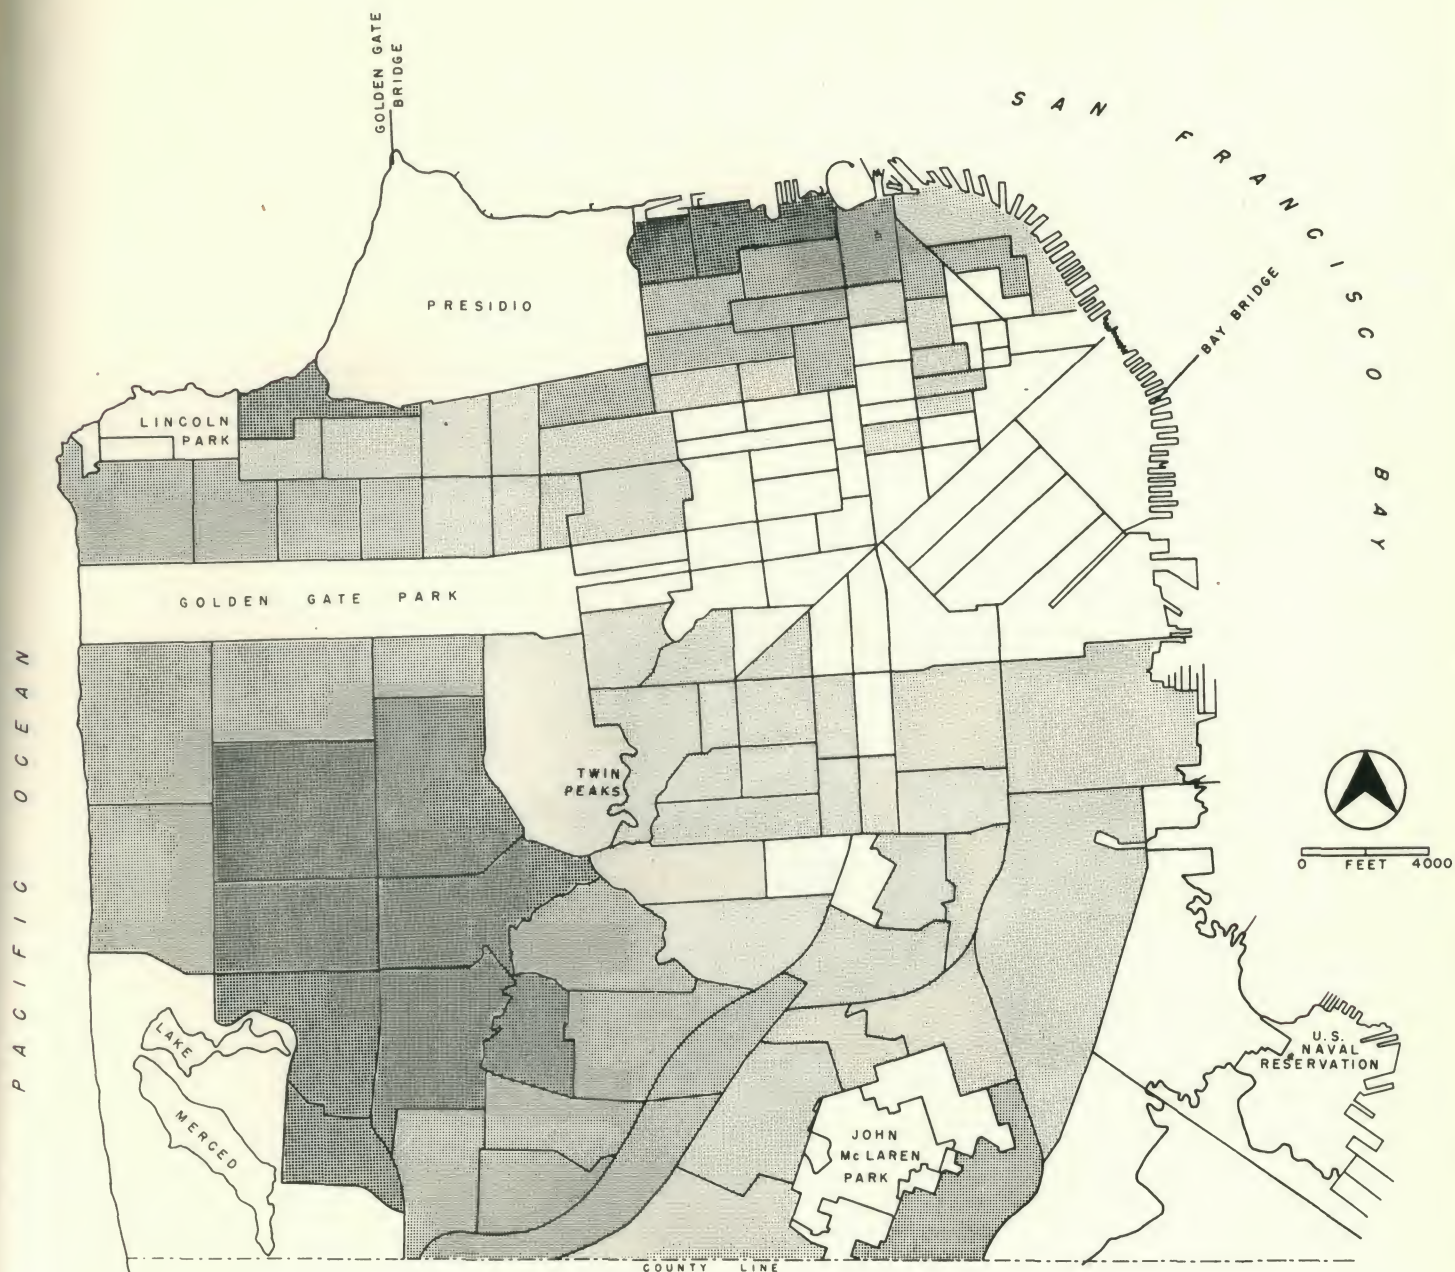 GOLDEN GATE
BRIDGE
SAN FRANCISCO BAY
PRESIDIO
BAY BRIDGE
LINCOLN
PARK
GOLDEN GATE PARK
PACIFIC OCEAN
TWIN
PEAKS
0 FEET 4000
LAKE
MERCED
U.S.
NAVAL
RESERVATION
JOHN
McLAREN
PARK
COUNTY LINE